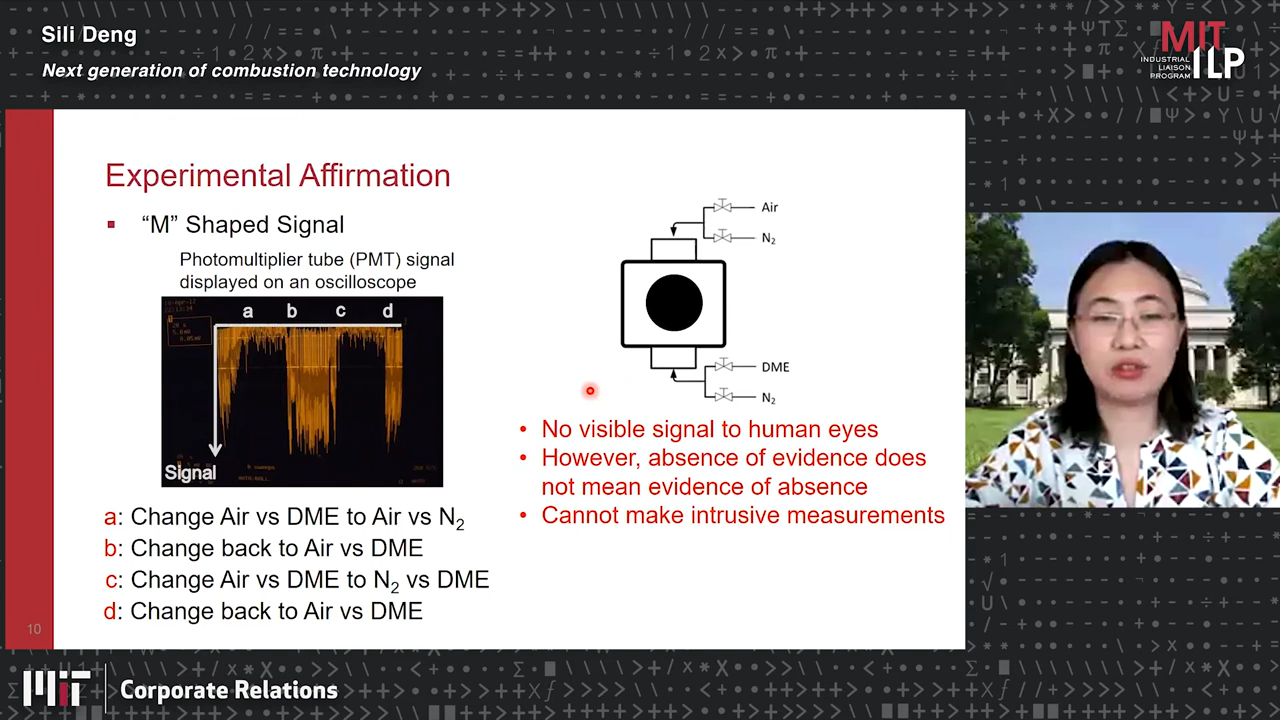 Sili Deng
Next generation of combustion technology
MIT
INDUSTRIAL
LIAISON
PROGRAM
ILP
Experimental Affirmation
“M” Shaped Signal
Photomultiplier tube (PMT) signal
displayed on an oscilloscope
a b c d
Signal
a: Change Air vs DME to Air vs N2
b: Change back to Air vs DME
c: Change Air vs DME to N2 vs DME
d: Change back to Air vs DME
Air
N2
DME
N2
• No visible signal to human eyes
• However, absence of evidence does
not mean evidence of absence
• Cannot make intrusive measurements
10
MIT
Corporate Relations